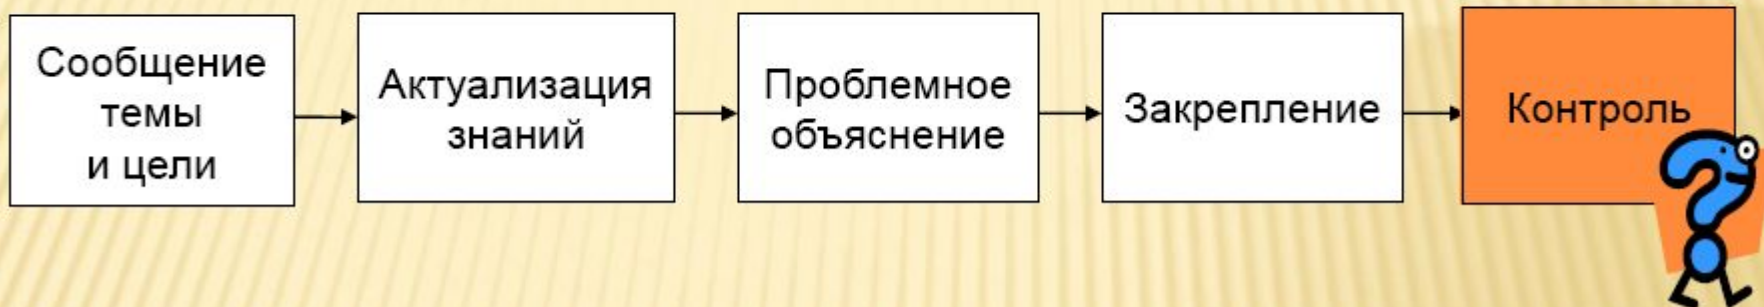 Сообщение
темы
и цели
Актуализация
знаний
Проблемное
объяснение
Закрепление
Контроль